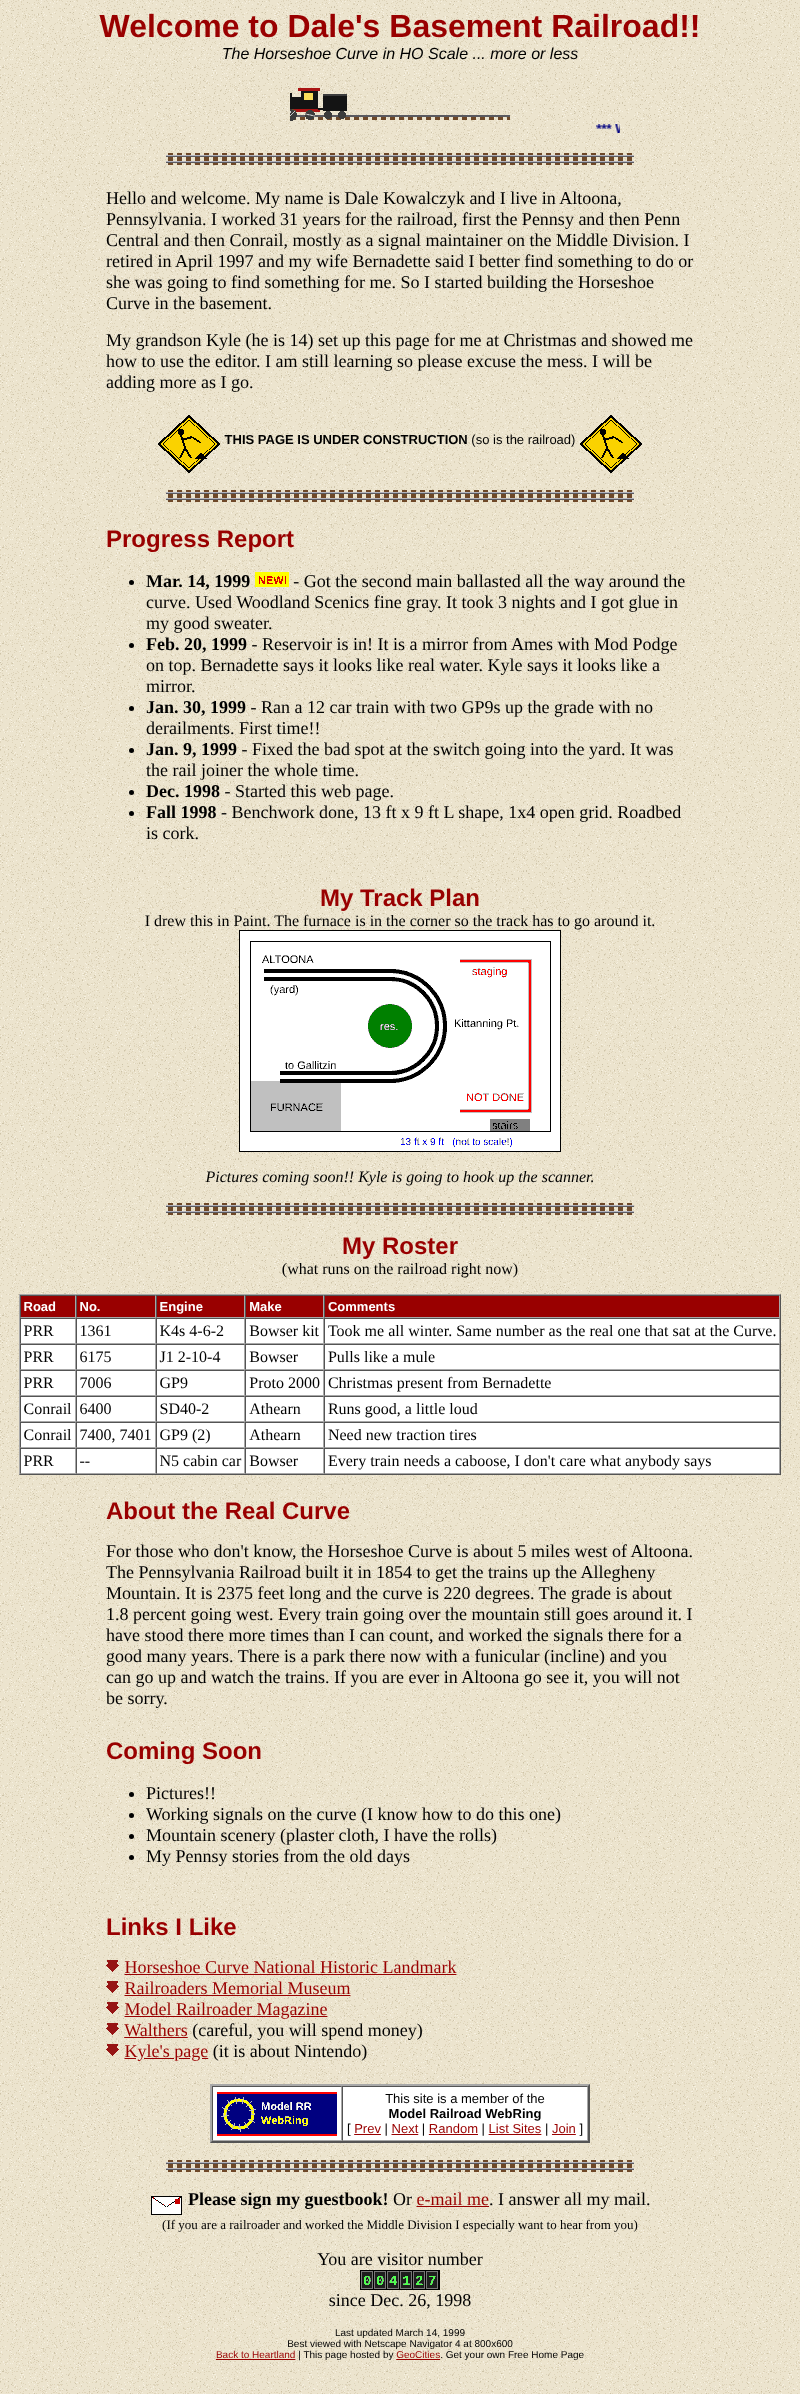 Welcome to Dale's Basement Railroad!!
The Horseshoe Curve in HO Scale ... more or less
***
Hello and welcome. My name is Dale Kowalczyk and I live in Altoona,
Pennsylvania. I worked 31 years for the railroad, first the Pennsy and then Penn
Central and then Conrail, mostly as a signal maintainer on the Middle Division. I
retired in April 1997 and my wife Bernadette said I better find something to do or
she was going to find something for me. So I started building the Horseshoe
Curve in the basement.
My grandson Kyle (he is 14) set up this page for me at Christmas and showed me
how to use the editor. I am still learning so please excuse the mess. I will be
adding more as I go.
THIS PAGE IS UNDER CONSTRUCTION (so is the railroad)
Progress Report
Mar. 14, 1999 NEW! - Got the second main ballasted all the way around the
curve. Used Woodland Scenics fine gray. It took 3 nights and I got glue in
my good sweater.
Feb. 20, 1999 - Reservoir is in! It is a mirror from Ames with Mod Podge
on top. Bernadette says it looks like real water. Kyle says it looks like a
mirror.
Jan. 30, 1999 - Ran a 12 car train with two GP9s up the grade with no
derailments. First time!!
Jan. 9, 1999 - Fixed the bad spot at the switch going into the yard. It was
the rail joiner the whole time.
Dec. 1998 - Started this web page.
Fall 1998 - Benchwork done, 13 ft x 9 ft L shape, 1x4 open grid. Roadbed
is cork.
My Track Plan
I drew this in Paint. The furnace is in the corner so the track has to go around it.
ALTOONA
staging
(yard)
res.
Kittanning Pt.
to Gallitzin
NOT DONE
FURNACE
stairs
13 ft x 9 ft (not to scale!)
Pictures coming soon!! Kyle is going to hook up the scanner.
My Roster
(what runs on the railroad right now)
Road No. Engine Make Comments
PRR 1361 K4s 4-6-2 Bowser kit Took me all winter. Same number as the real one that sat at the Curve.
PRR 6175 J1 2-10-4 Bowser Pulls like a mule
PRR 7006 GP9 Proto 2000 Christmas present from Bernadette
Conrail 6400 SD40-2 Athearn Runs good, a little loud
Conrail 7400, 7401 GP9 (2) Athearn Need new traction tires
PRR -- N5 cabin car Bowser Every train needs a caboose, I don't care what anybody says
About the Real Curve
For those who don't know, the Horseshoe Curve is about 5 miles west of Altoona.
The Pennsylvania Railroad built it in 1854 to get the trains up the Allegheny
Mountain. It is 2375 feet long and the curve is 220 degrees. The grade is about
1.8 percent going west. Every train going over the mountain still goes around it. I
have stood there more times than I can count, and worked the signals there for a
good many years. There is a park there now with a funicular (incline) and you
can go up and watch the trains. If you are ever in Altoona go see it, you will not
be sorry.
Coming Soon
Pictures!!
Working signals on the curve (I know how to do this one)
Mountain scenery (plaster cloth, I have the rolls)
My Pennsy stories from the old days
Links I Like
Horseshoe Curve National Historic Landmark
Railroaders Memorial Museum
Model Railroader Magazine
Walthers (careful, you will spend money)
Kyle's page (it is about Nintendo)
Model RR
WebRing
This site is a member of the
Model Railroad WebRing
[ Prev | Next | Random | List Sites | Join ]
Please sign my guestbook! Or e-mail me. I answer all my mail.
(If you are a railroader and worked the Middle Division I especially want to hear from you)
You are visitor number
004127
since Dec. 26, 1998
Last updated March 14, 1999
Best viewed with Netscape Navigator 4 at 800x600
Back to Heartland | This page hosted by GeoCities. Get your own Free Home Page